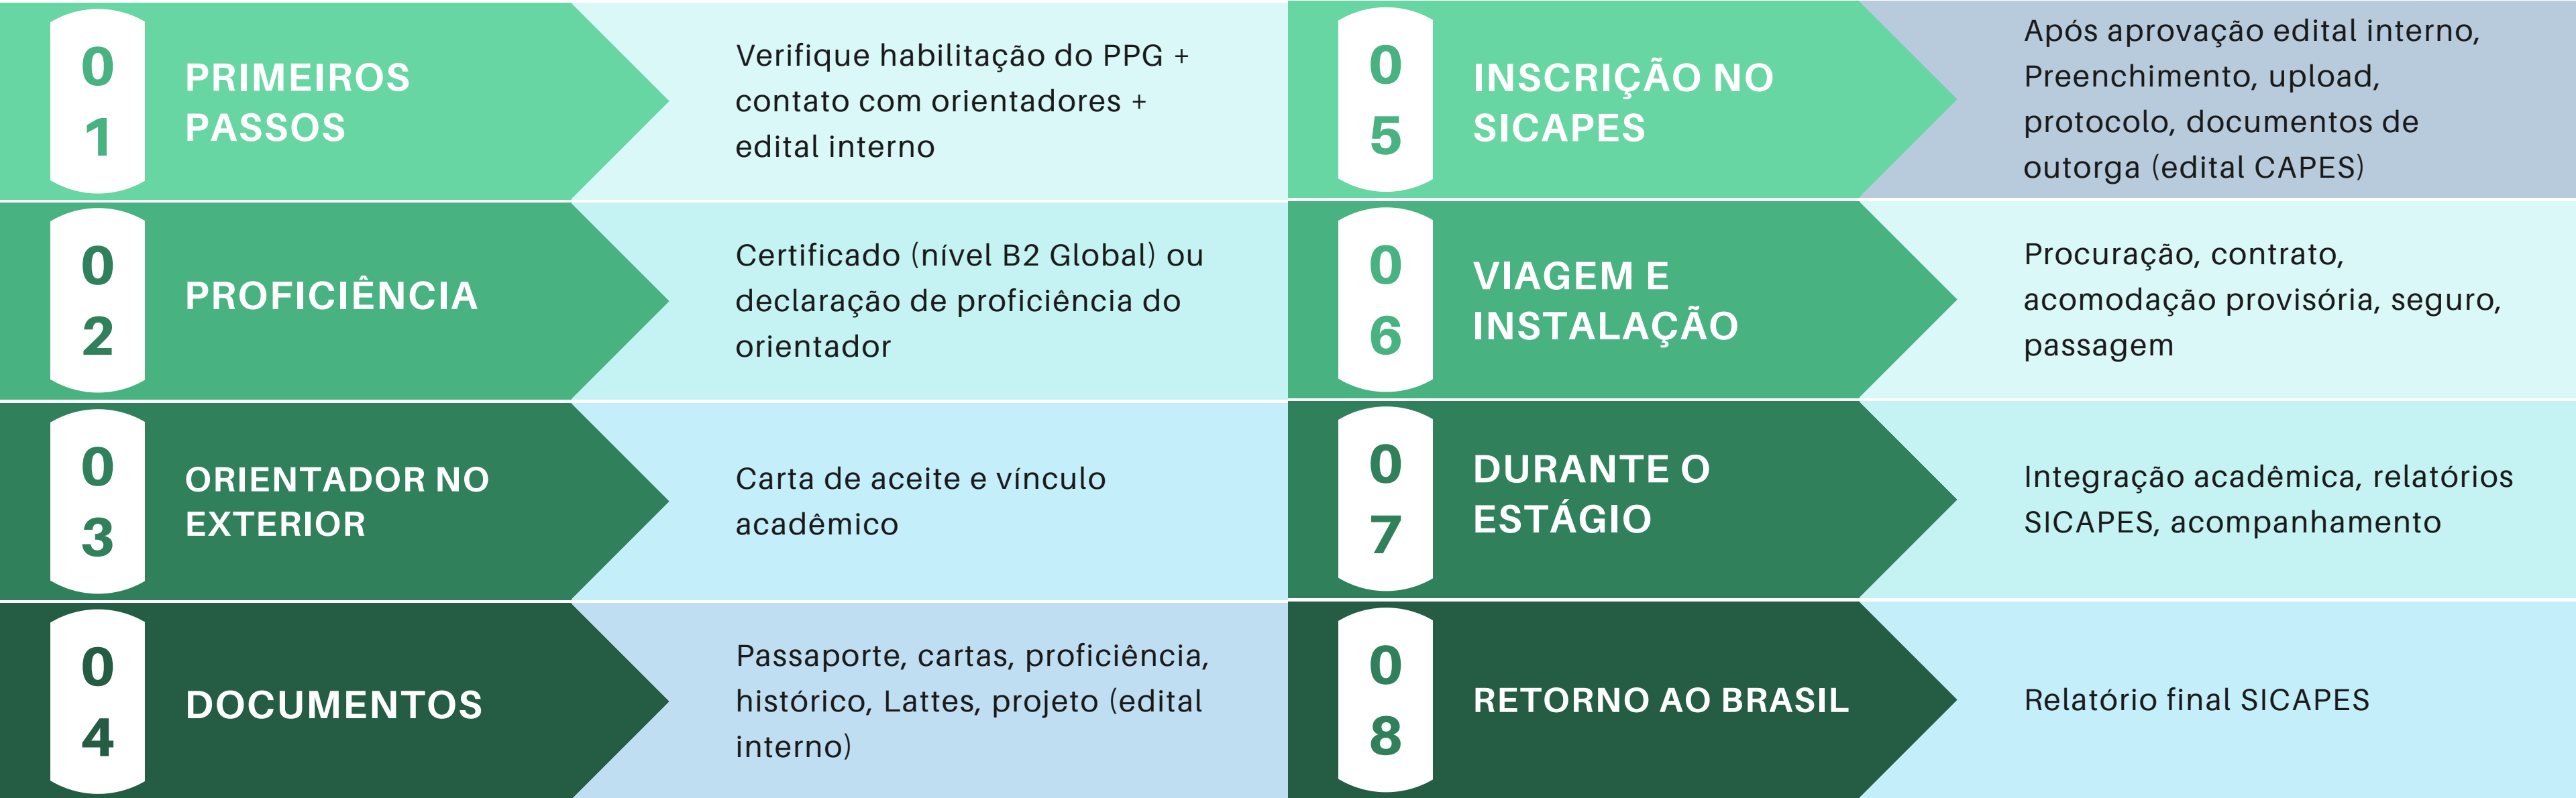 0
1
PRIMEIROS
PASSOS
Verifique habilitação do PPG +
contato com orientadores +
edital interno
0
2
PROFICIÊNCIA
Certificado (nível B2 Global) ou
declaração de proficiência do
orientador
0
3
ORIENTADOR NO
EXTERIOR
Carta de aceite e vínculo
acadêmico
0
4
DOCUMENTOS
Passaporte, cartas, proficiência,
histórico, Lattes, projeto (edital
interno)
0
5
INSCRIÇÃO NO
SICAPES
Após aprovação edital interno,
Preenchimento, upload,
protocolo, documentos de
outorga (edital CAPES)
0
6
VIAGEM E
INSTALAÇÃO
Procuração, contrato,
acomodação provisória, seguro,
passagem
0
7
DURANTE O
ESTÁGIO
Integração acadêmica, relatórios
SICAPES, acompanhamento
0
8
RETORNO AO BRASIL
Relatório final SICAPES